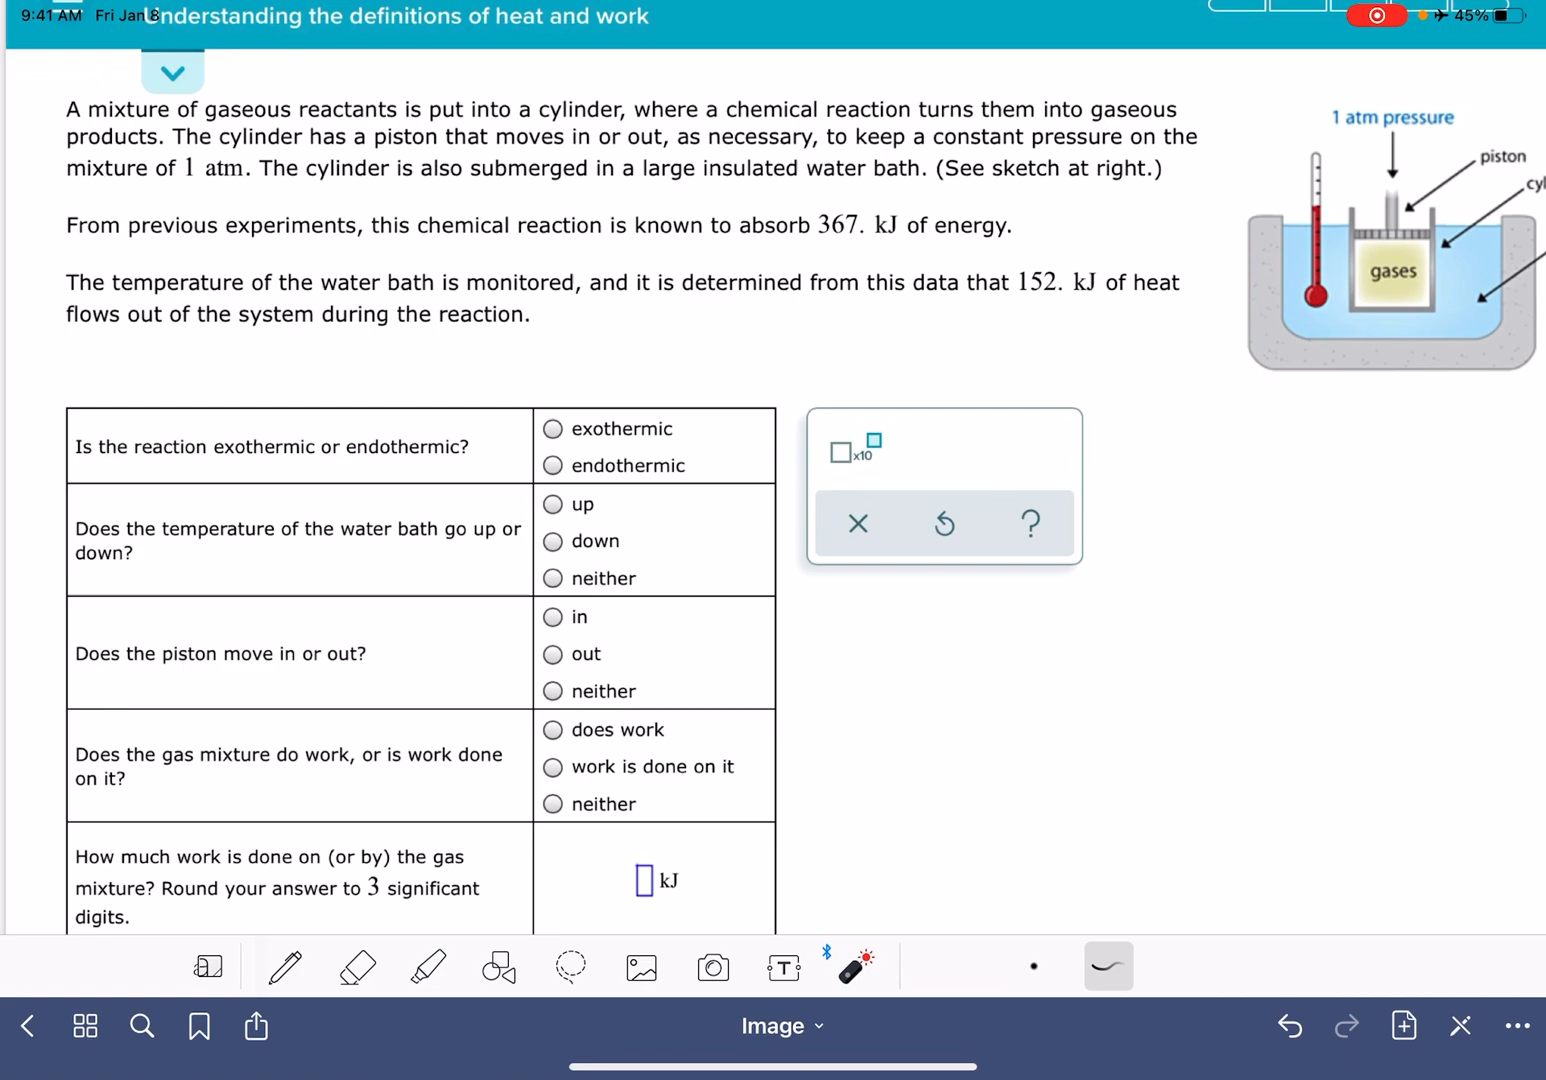 9:41 AM Fri Jan 8
Understanding the definitions of heat and work
45%
A mixture of gaseous reactants is put into a cylinder, where a chemical reaction turns them into gaseous
products. The cylinder has a piston that moves in or out, as necessary, to keep a constant pressure on the
mixture of 1 atm. The cylinder is also submerged in a large insulated water bath. (See sketch at right.)
From previous experiments, this chemical reaction is known to absorb 367. kJ of energy.
The temperature of the water bath is monitored, and it is determined from this data that 152. kJ of heat
flows out of the system during the reaction.
1 atm pressure
piston
cyl
gases
Is the reaction exothermic or endothermic?
exothermic
endothermic
Does the temperature of the water bath go up or
down?
up
down
neither
Does the piston move in or out?
in
out
neither
Does the gas mixture do work, or is work done
on it?
does work
work is done on it
neither
How much work is done on (or by) the gas
mixture? Round your answer to 3 significant
digits.
kJ
x10
?
T
Image